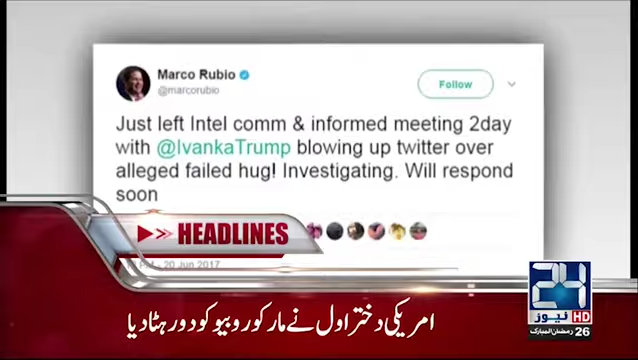 Marco Rubio
@marcorubio
Follow
Just left Intel comm & informed meeting 2day
with @IvankaTrump blowing up twitter over
alleged failed hug! Investigating. Will respond
soon
HEADLINES
PM - 20 Jun 2017
امریکی دختر اول نے مارکو روبیو کو دور ہٹا دیا
24
نیوز HD
26 رمضان المبارک